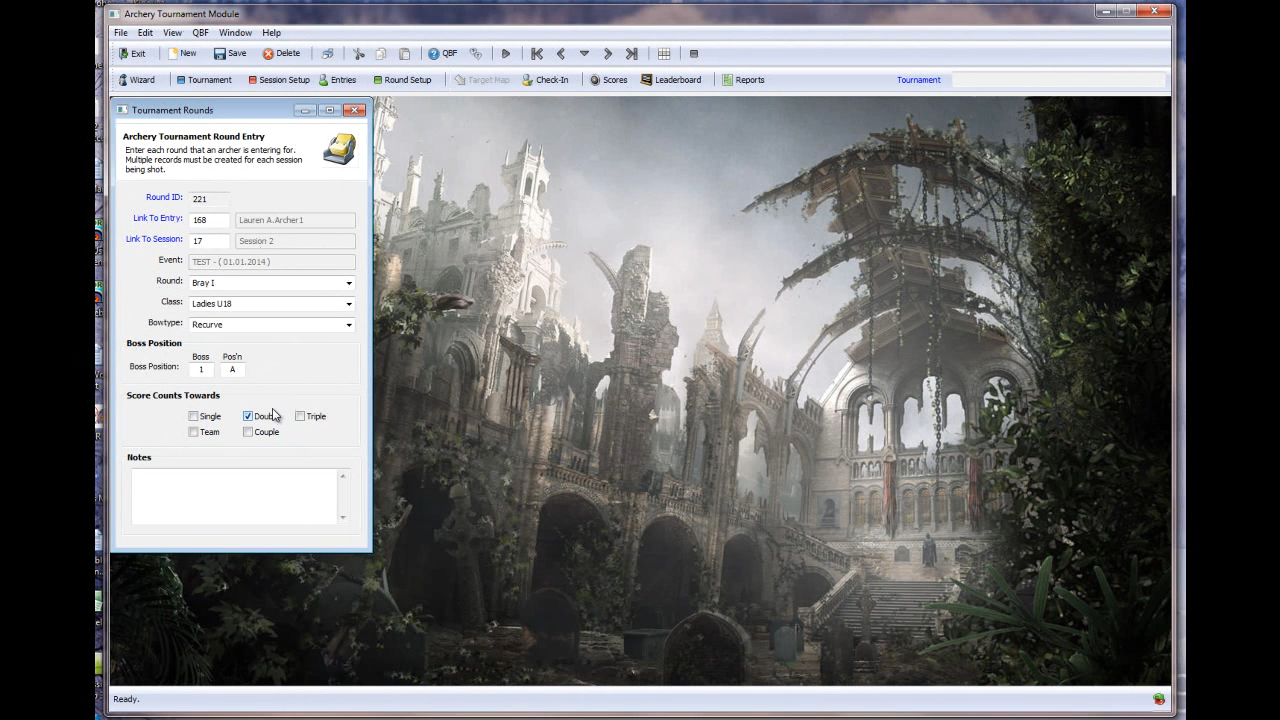 Archery Tournament Module
File Edit View QBF Window Help
Exit New Save Delete QBF
Wizard Tournament Session Setup Entries Round Setup Target Map Check-In Scores Leaderboard Reports Tournament
Tournament Rounds
Archery Tournament Round Entry
Enter each round that an archer is entering for.
Multiple records must be created for each session
being shot.
Round ID: 221
Link To Entry: 168 Lauren A.Archer1
Link To Session: 17 Session 2
Event: TEST - ( 01.01.2014 )
Round: Bray I
Class: Ladies U18
Bowtype: Recurve
Boss Position
Boss Pos'n
Boss Position: 1 A
Score Counts Towards
Single Doub Triple
Team Couple
Notes
Ready.